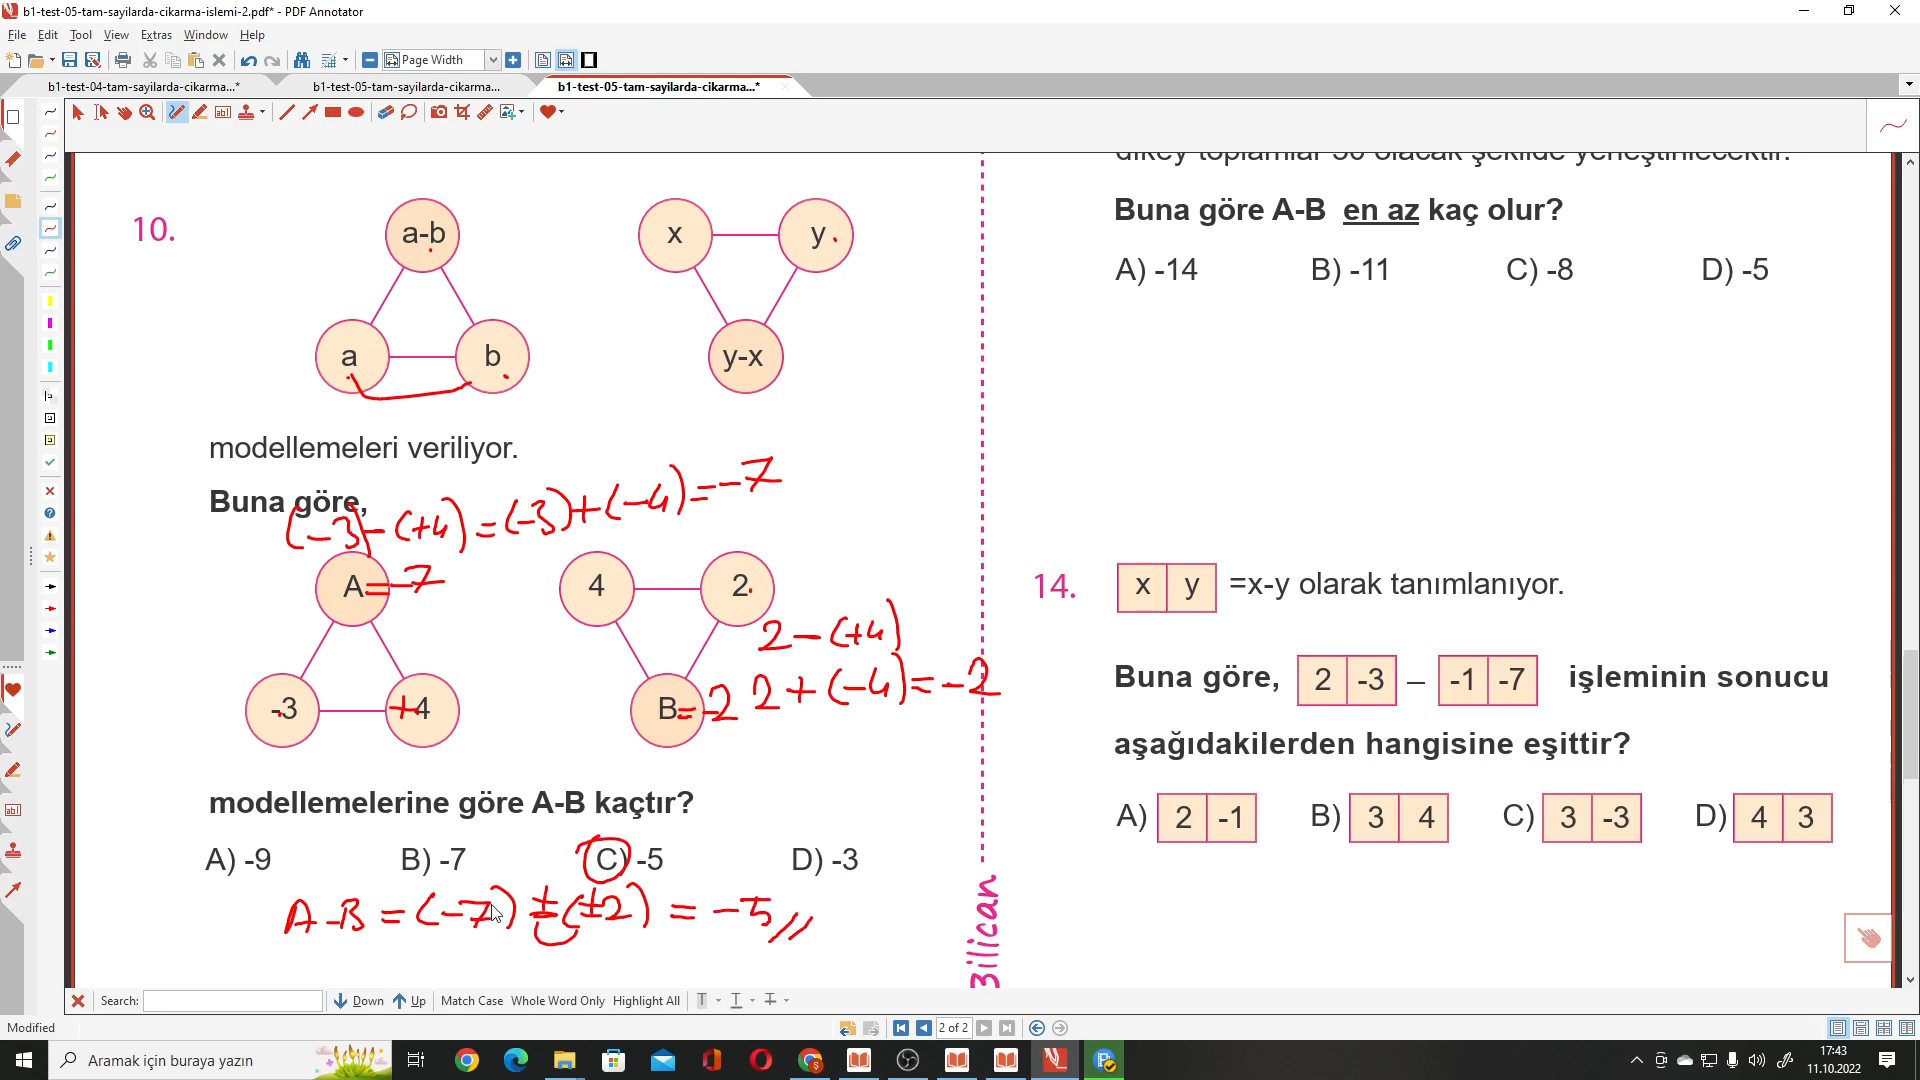 b1-test-05-tam-sayilarda-cikarma-islemi-2.pdf* - PDF Annotator
File Edit Tool View Extras Window Help
Page Width
b1-test-04-tam-sayilarda-cikarma...*
b1-test-05-tam-sayilarda-cikarma...
b1-test-05-tam-sayilarda-cikarma...*
10.
a-b
a
b
x
y
y-x
modellemeleri veriliyor.
Buna göre,
(-3)-(+4)=(-3)+(-4)=-7
A=-7
-3
+4
4
2
B=-2
2-(+4)
2+(-4)=-2
modellemelerine göre A-B kaçtır?
A) -9 B) -7 C) -5 D) -3
A-B = (-7) ± (±2) = -5 //
dikey toplamlar 30 olacak şekilde yerleştirilecektir.
Buna göre A-B en az kaç olur?
A) -14 B) -11 C) -8 D) -5
14. x y =x-y olarak tanımlanıyor.
Buna göre, 2 -3 – -1 -7 işleminin sonucu
aşağıdakilerden hangisine eşittir?
A) 2 -1 B) 3 4 C) 3 -3 D) 4 3
Search: Down Up Match Case Whole Word Only Highlight All
Modified
2 of 2
Aramak için buraya yazın
17:43
11.10.2022